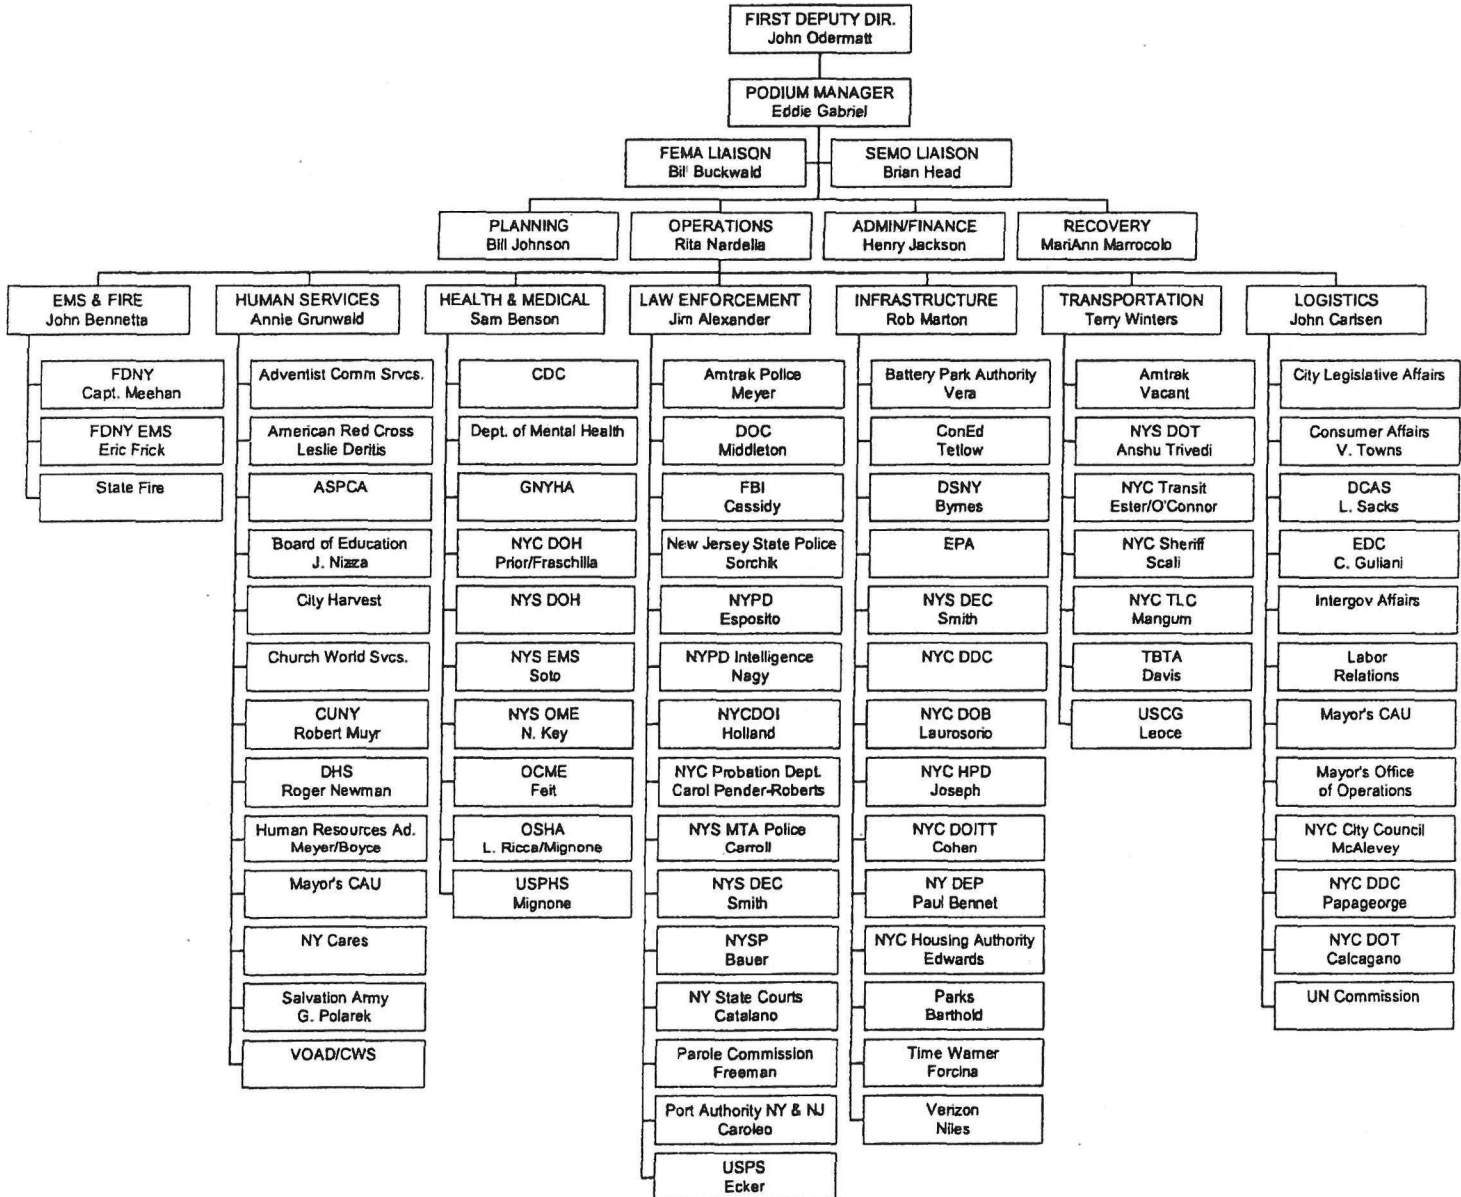 FIRST DEPUTY DIR.
John Odermatt
PODIUM MANAGER
Eddie Gabriel
FEMA LIAISON
Bill Buckwald
SEMO LIAISON
Brian Head
PLANNING
Bill Johnson
OPERATIONS
Rita Nardella
ADMIN/FINANCE
Henry Jackson
RECOVERY
MariAnn Marrocolo
EMS & FIRE
John Bennetta
FDNY
Capt. Meehan
FDNY EMS
Eric Frick
State Fire
HUMAN SERVICES
Annie Grunwald
Adventist Comm Srvcs.
American Red Cross
Leslie Deritis
ASPCA
Board of Education
J. Nizza
City Harvest
Church World Svcs.
CUNY
Robert Muyr
DHS
Roger Newman
Human Resources Ad.
Meyer/Boyce
Mayor's CAU
NY Cares
Salvation Army
G. Polarek
VOAD/CWS
HEALTH & MEDICAL
Sam Benson
CDC
Dept. of Mental Health
GNYHA
NYC DOH
Prior/Fraschilla
NYS DOH
NYS EMS
Soto
NYS OME
N. Key
OCME
Feit
OSHA
L. Ricca/Mignone
USPHS
Mignone
LAW ENFORCEMENT
Jim Alexander
Amtrak Police
Meyer
DOC
Middleton
FBI
Cassidy
New Jersey State Police
Sorchik
NYPD
Esposito
NYPD Intelligence
Nagy
NYCDOI
Holland
NYC Probation Dept.
Carol Pender-Roberts
NYS MTA Police
Carroll
NYS DEC
Smith
NYSP
Bauer
NY State Courts
Catalano
Parole Commission
Freeman
Port Authority NY & NJ
Caroleo
USPS
Ecker
INFRASTRUCTURE
Rob Marton
Battery Park Authority
Vera
ConEd
Tetlow
DSNY
Byrnes
EPA
NYS DEC
Smith
NYC DDC
NYC DOB
Laurosorio
NYC HPD
Joseph
NYC DOITT
Cohen
NY DEP
Paul Bennet
NYC Housing Authority
Edwards
Parks
Barthold
Time Warner
Forcina
Verizon
Niles
TRANSPORTATION
Terry Winters
Amtrak
Vacant
NYS DOT
Anshu Trivedi
NYC Transit
Ester/O'Connor
NYC Sheriff
Scali
NYC TLC
Mangum
TBTA
Davis
USCG
Leoce
LOGISTICS
John Carlsen
City Legislative Affairs
Consumer Affairs
V. Towns
DCAS
L. Sacks
EDC
C. Guliani
Intergov Affairs
Labor
Relations
Mayor's CAU
Mayor's Office
of Operations
NYC City Council
McAlevey
NYC DDC
Papageorge
NYC DOT
Calcagano
UN Commission